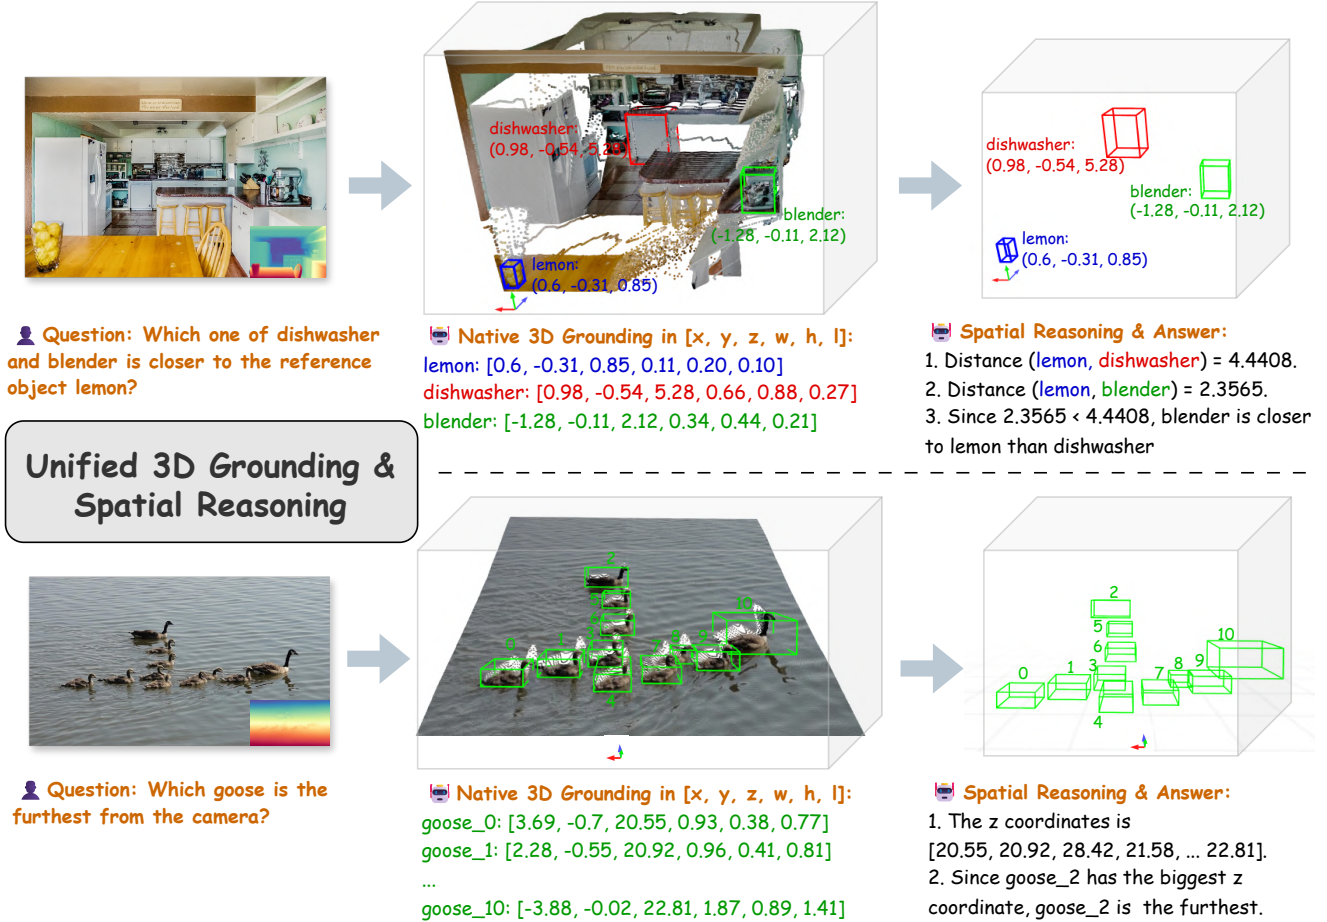 dishwasher:
(0.98, -0.54, 5.28)
blender:
(-1.28, -0.11, 2.12)
lemon:
(0.6, -0.31, 0.85)
dishwasher:
(0.98, -0.54, 5.28)
blender:
(-1.28, -0.11, 2.12)
lemon:
(0.6, -0.31, 0.85)
Question: Which one of dishwasher
and blender is closer to the reference
object lemon?
Native 3D Grounding in [x, y, z, w, h, l]:
lemon: [0.6, -0.31, 0.85, 0.11, 0.20, 0.10]
dishwasher: [0.98, -0.54, 5.28, 0.66, 0.88, 0.27]
blender: [-1.28, -0.11, 2.12, 0.34, 0.44, 0.21]
Spatial Reasoning & Answer:
1. Distance (lemon, dishwasher) = 4.4408.
2. Distance (lemon, blender) = 2.3565.
3. Since 2.3565 < 4.4408, blender is closer
to lemon than dishwasher
Unified 3D Grounding &
Spatial Reasoning
2
5
10
0
1
7
4
2
5
6
10
0
1
3
7
8
9
4
Question: Which goose is the
furthest from the camera?
Native 3D Grounding in [x, y, z, w, h, l]:
goose_0: [3.69, -0.7, 20.55, 0.93, 0.38, 0.77]
goose_1: [2.28, -0.55, 20.92, 0.96, 0.41, 0.81]
...
goose_10: [-3.88, -0.02, 22.81, 1.87, 0.89, 1.41]
Spatial Reasoning & Answer:
1. The z coordinates is
[20.55, 20.92, 28.42, 21.58, ... 22.81].
2. Since goose_2 has the biggest z
coordinate, goose_2 is the furthest.